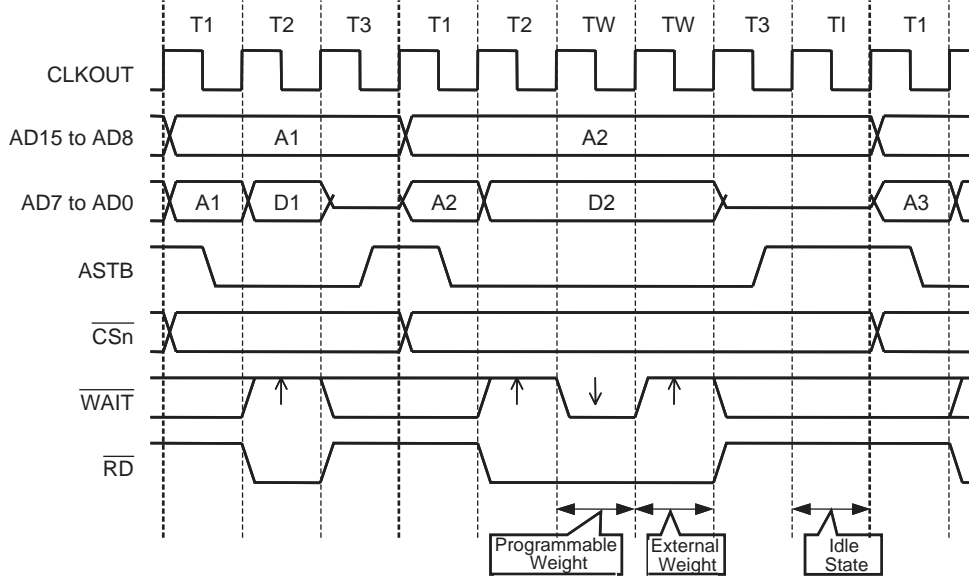 T1 T2 T3 T1 T2 TW TW T3 TI T1
CLKOUT
AD15 to AD8 A1 A2
AD7 to AD0 A1 D1 A2 D2 A3
ASTB
CSn
WAIT
RD
Programmable
Weight
External
Weight
Idle
State